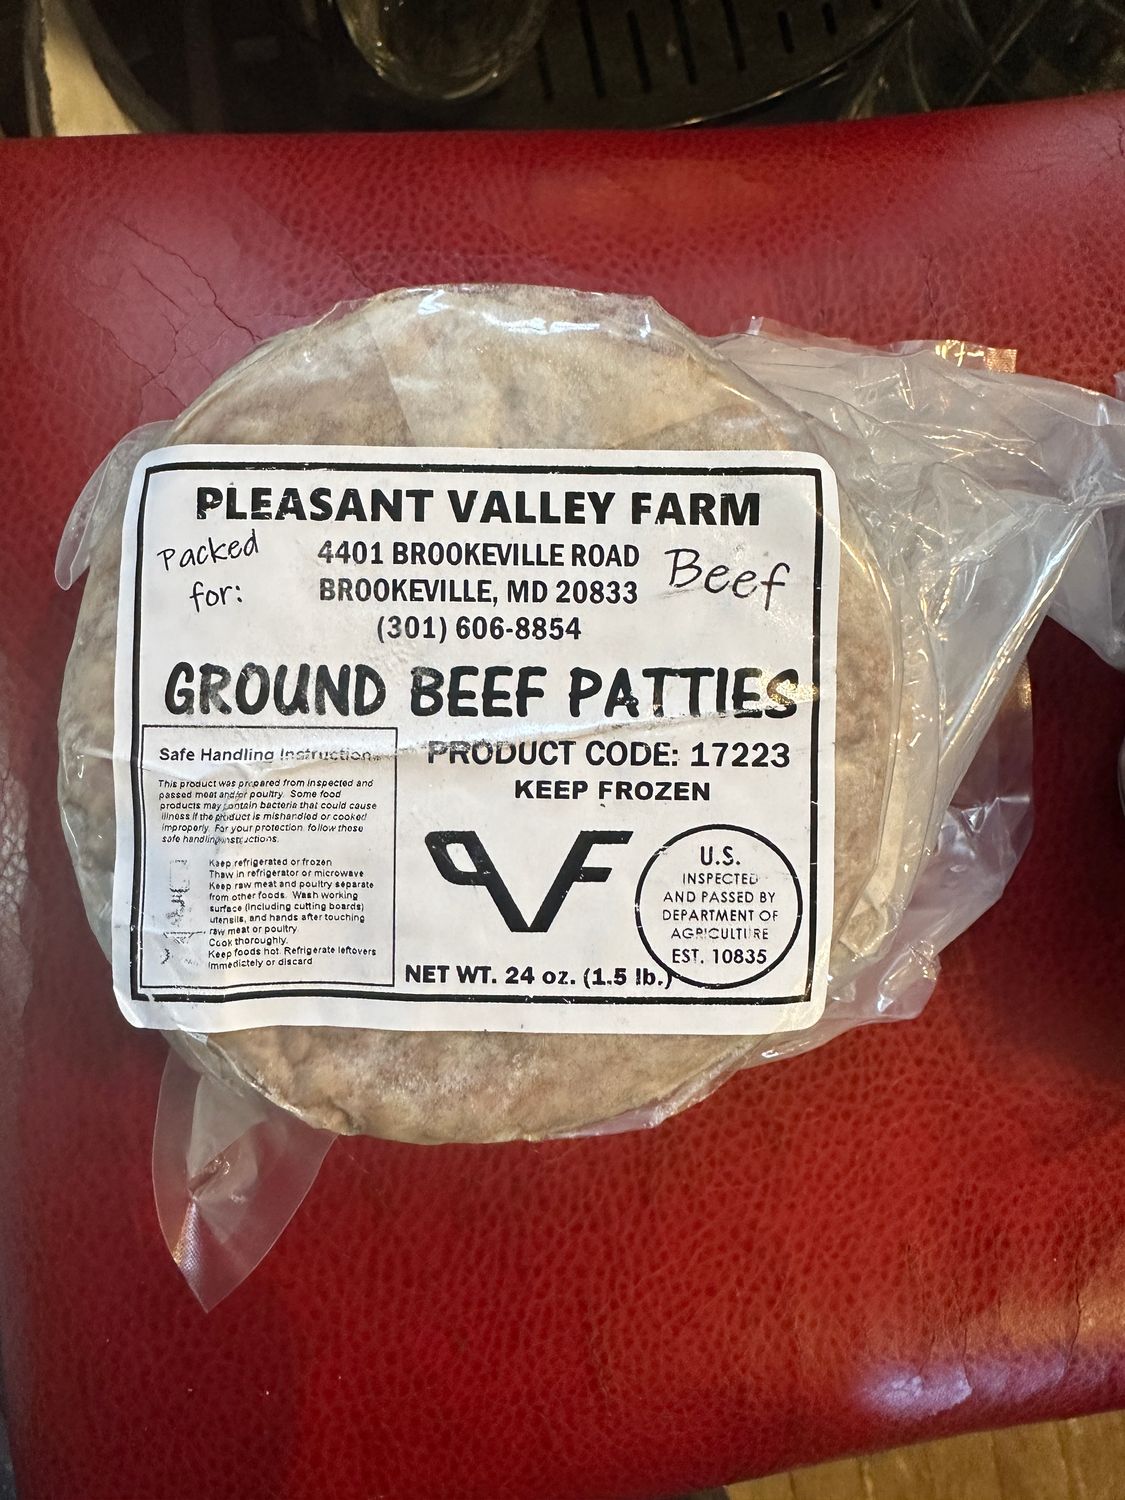 PLEASANT VALLEY FARM
Packed
for:
4401 BROOKEVILLE ROAD
BROOKEVILLE, MD 20833
(301) 606-8854
Beef
GROUND BEEF PATTIES
Safe Handling Instructions
This product was prepared from inspected and
passed meat and/or poultry. Some food
products may contain bacteria that could cause
illness if the product is mishandled or cooked
improperly. For your protection follow these
safe handling instructions.
Keep refrigerated or frozen
Thaw in refrigerator or microwave
Keep raw meat and poultry separate
from other foods. Wash working
surface (including cutting boards)
utensils, and hands after touching
raw meat or poultry
Cook thoroughly.
Keep foods hot. Refrigerate leftovers
immediately or discard
PRODUCT CODE: 17223
KEEP FROZEN
PVF
U.S.
INSPECTED
AND PASSED BY
DEPARTMENT OF
AGRICULTURE
EST. 10835
NET WT. 24 oz. (1.5 lb.)